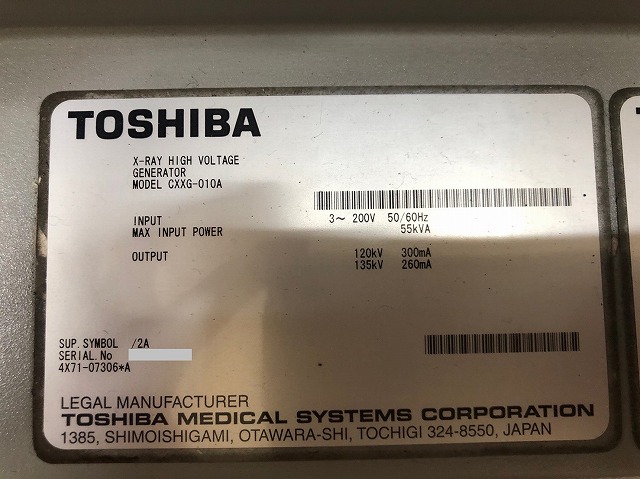 TOSHIBA
X-RAY HIGH VOLTAGE
GENERATOR
MODEL CXXG-010A
INPUT 3~ 200V 50/60Hz
MAX INPUT POWER 55kVA
OUTPUT 120kV 300mA
135kV 260mA
SUP.SYMBOL /2A
SERIAL.No
4X71-07306*A
LEGAL MANUFACTURER
TOSHIBA MEDICAL SYSTEMS CORPORATION
1385, SHIMOISHIGAMI, OTAWARA-SHI, TOCHIGI 324-8550, JAPAN